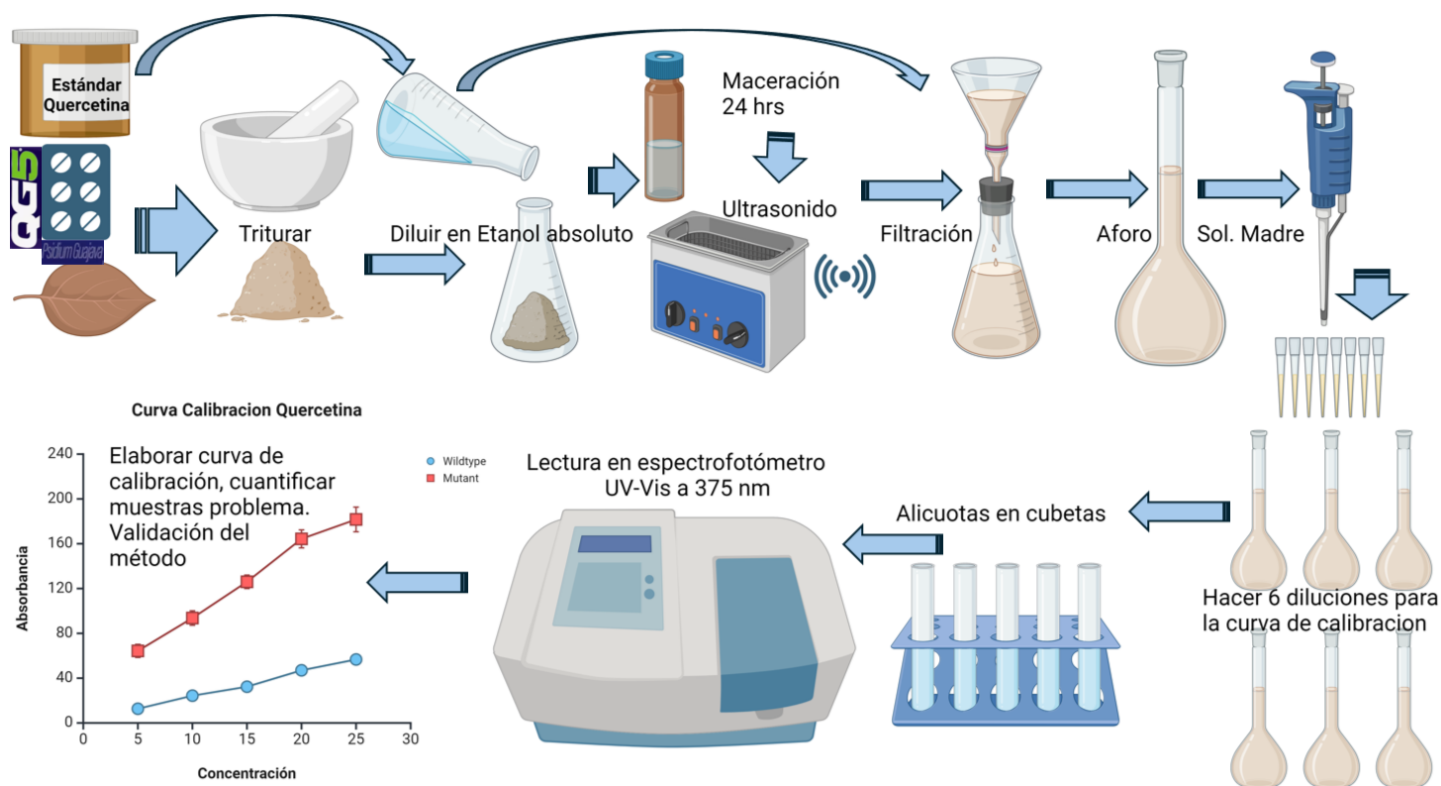 Estándar
Quercetina
QG5
Psidium Guajava
Triturar
Diluir en Etanol absoluto
Maceración
24 hrs
Ultrasonido
Filtración
Aforo
Sol. Madre
Hacer 6 diluciones para
la curva de calibracion
Alicuotas en cubetas
Lectura en espectrofotómetro
UV-Vis a 375 nm
Curva Calibracion Quercetina
Elaborar curva de
calibración, cuantificar
muestras problema.
Validación del
método
Wildtype
Mutant
Absorbancia
240
200
160
120
80
40
0
0 5 10 15 20 25 30
Concentración